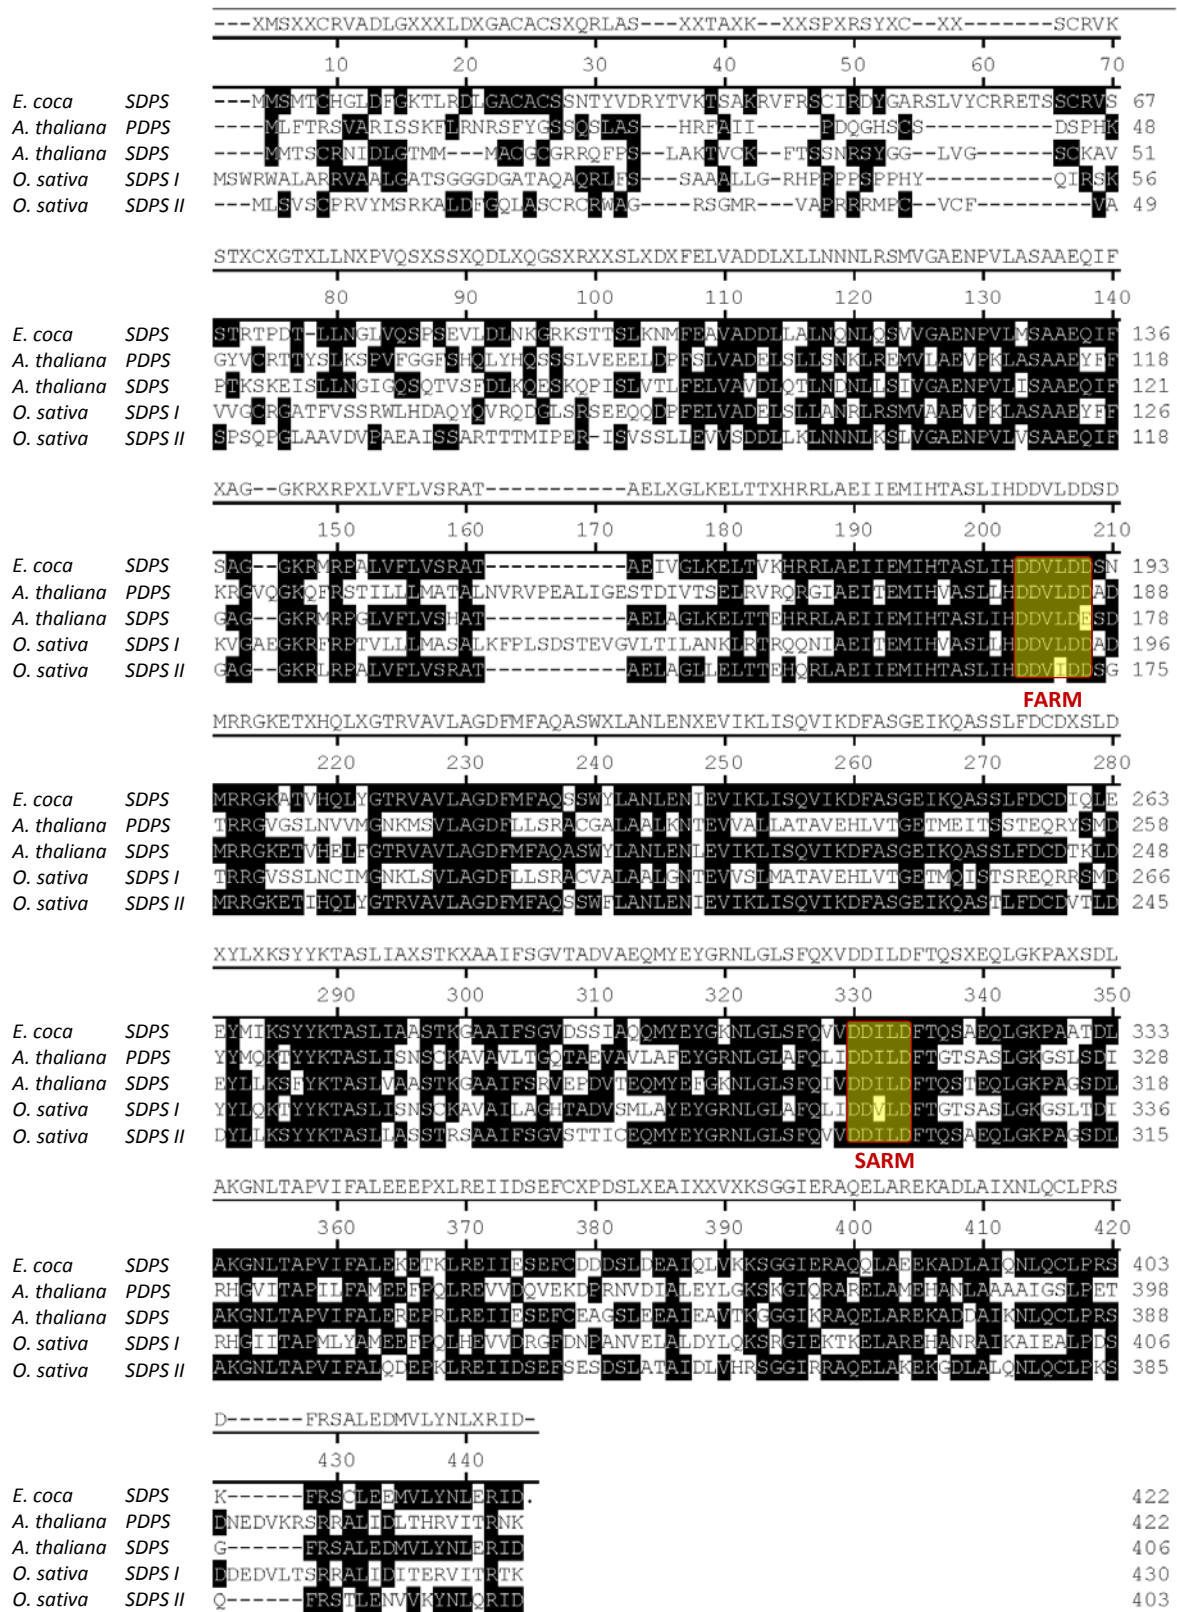 ---XMSXXCRVADLGXXXLDXGACACSXQRLAS---XXTAXK--XXSPXRSYXC--XX-------SCRVK
10 20 30 40 50 60 70
E. coca SDPS ---MMSMTCHGLDFGKTLRDLGACACSSNTYVDRYTVKTSAKRVFRSCIRDYGARSLVYCRRETSSCRVS 67
A. thaliana PDPS ----MLFTRSVARISSKFLRNRSFYGSSQSLAS--HRFAII---PDQGHSCS----------DSPHK 48
A. thaliana SDPS ----MMTSCRNIDLGTMM---MACGCGRRQFPS--LAKTVCK--FTSSNRSYGG--LVG------SCKAV 51
O. sativa SDPS I MSWRWALARRVAALGATSGGGDGATAQAQRLFS---SAAALLG-RHPPPPSPPHY----------QIRSK 56
O. sativa SDPS II ---MLSVSCPRVYMSRKALDFGQLASCRCRWAG----RSGMR---VAPRRRMPC--VCF---------VA 49
STXCXGTXLLNXPVQSXSSXQDLXQGSXRXXSLXDXFELVADDLXLLNNNLRSMVGAENPVLASAAEQIF
80 90 100 110 120 130 140
E. coca SDPS STRTPDT-LLNGLVQSPSEVLDLNKGRKSTTSLKNMFEAVADDLLALNQNLQSVVGAENPVLMSAAEQIF 136
A. thaliana PDPS GYVCRTTYSLKSPVFGGFSHQLYHQSSSLVEEELDPFSLVADELSLLSNKLREMVLAEVPKLASAAEYFF 118
A. thaliana SDPS PTKSKEISLLNGIGQSQTVSFDLKQESKQPISLVTLFELVAVDLQTLNDNLLSIVGAENPVLISAAEQIF 121
O. sativa SDPS I VVGCRGATFVSSRWLHDAQYQVRQDGLSRSEEQQDPFELVADELSLLANRLRSMVAAEVPKLASAAEYFF 126
O. sativa SDPS II SPSQPGLAAVDVPAEAISSARTTTMIPER-ISVSSLLEVVSDDLLKLNNNLKSLVGAENPVLVSAAEQIF 118
XAG--GKRXRPXLVFLVSRAT-----------AELXGLKELTTXHRRLAEIIEMIHTASLIHDDVLDDSD
150 160 170 180 190 200 210
E. coca SDPS SAG--GKRMRPALVFLVSRAT-----------AEIVGLKELTVKHRRLAEIIEMIHTASLIHDDVLDDSN 193
A. thaliana PDPS KRGVQGKQFRSTILLLMATALNVRVPEALIGESTDIVTSELRVRQRGIAEITEMIHVASLLHDDVLDDAD 188
A. thaliana SDPS GAG--GKRMRPGLVFLVSHAT-----------AELAGLKELTTEHRRLAEIIEMIHTASLIHDDVLDESD 178
O. sativa SDPS I KVGAEGKRFRPTVLLLMASALKFPLSDSTEVGVLTILANKLRTRQQNIAEITEMIHVASLLHDDVLDDAD 196
O. sativa SDPS II GAG--GKRLRPALVFLVSRAT-----------AELAGLLELTTEHQRLAEIIEMIHTASLIHDDVIDDSG 175
FARM
MRRGKETXHQLXGTRVAVLAGDFMFAQASWXLANLENXEVIKLISQVIKDFASGEIKQASSLFDCDXSLD
220 230 240 250 260 270 280
E. coca SDPS MRRGKATVHQLYGTRVAVLAGDFMFAQSSWYLANLENIEVIKLISQVIKDFASGEIKQASSLFDCDIQLE 263
A. thaliana PDPS TRRGVGSLNVVMGNKMSVLAGDFLLSRACGALAALKNTEVVALLATAVEHLVTGETMEITSSTEQRYSMD 258
A. thaliana SDPS MRRGKETVHELFGTRVAVLAGDFMFAQASWYLANLENLEVIKLISQVIKDFASGEIKQASSLFDCDTKLD 248
O. sativa SDPS I TRRGVSSLNCIMGNKLSVLAGDFLLSRACVALAALGNTEVVSLMATAVEHLVTGETMQISTSREQRRSMD 266
O. sativa SDPS II MRRGKETIHQLYGTRVAVLAGDFMFAQSSWFLANLENIEVIKLISQVIKDFASGEIKQASTLFDCDVTLD 245
XYLXKSYYKTASLIAXSTKXAAIFSGVTADVAEQMYEYGRNLGLSFQXVDDILDFTQSXEQLGKPAXSDL
290 300 310 320 330 340 350
E. coca SDPS EYMIKSYYKTASLIAASTKGAAIFSGVDSSIAQQMYEYGKNLGLSFQVVDDILDFTQSAEQLGKPAATDL 333
A. thaliana PDPS YYMQKTYYKTASLISNSCKAVAVLTGQTAEVAVLAFEYGRNLGLAFQLIDDILDFTGTSASLGKGSLSDI 328
A. thaliana SDPS EYLLKSFYKTASLVAASTKGAAIFSRVEPDVTEQMYEFGKNLGLSFQIVDDILDFTQSTEQLGKPAGSDL 318
O. sativa SDPS I YYLQKTYYKTASLISNSCKAVAILAGHTADVSMLAYEYGRNLGLAFQLIDDVLDFTGTSASLGKGSLTDI 336
O. sativa SDPS II DYLLKSYYKTASLLASSTRSAAIFSGVSTTICEQMYEYGRNLGLSFQVVDDILDFTQSAEQLGKPAGSDL 315
SARM
AKGNLTAPVIFALEEEPXLREIIDSEFCXPDSLXEAIXXVXKSGGIERAQELAREKADLAIXNLQCLPRS
360 370 380 390 400 410 420
E. coca SDPS AKGNLTAPVIFALEKETKLREIIESEFCDDDSLDEAIQLVKKSGGIERAQQLAEEKADLAIQNLQCLPRS 403
A. thaliana PDPS RHGVITAPILFAMEEFPQLREVVDQVEKDPRNVDIALEYLGKSKGIQRARELAMEHANLAAAAIGSLPET 398
A. thaliana SDPS AKGNLTAPVIFALEREPRLREIIESEFCEAGSLEEAIEAVTKGGGIKRAQELAREKADDAIKNLQCLPRS 388
O. sativa SDPS I RHGIITAPMLYAMEEFPQLHEVVDRGFDNPANVELALDYLQKSRGIEKTKELAREHANRAIKAIEALPDS 406
O. sativa SDPS II AKGNLTAPVIFALQDEPKLREIIDSEFSESDSLATAIDLVHRSGGIRRAQELAKEKGDLALQNLQCLPKS 385
D------FRSALEDMVLYNLXRID-
430 440
E. coca SDPS K------FRSCLEEMVLYNLERID. 422
A. thaliana PDPS DNEDVKRSRRALIDLTHRVITRNK 422
A. thaliana SDPS G------FRSALEDMVLYNLERID 406
O. sativa SDPS I DDEDVLTSRRALIDITERVITRTK 430
O. sativa SDPS II Q------FRSTLENVVKYNLQRID 403